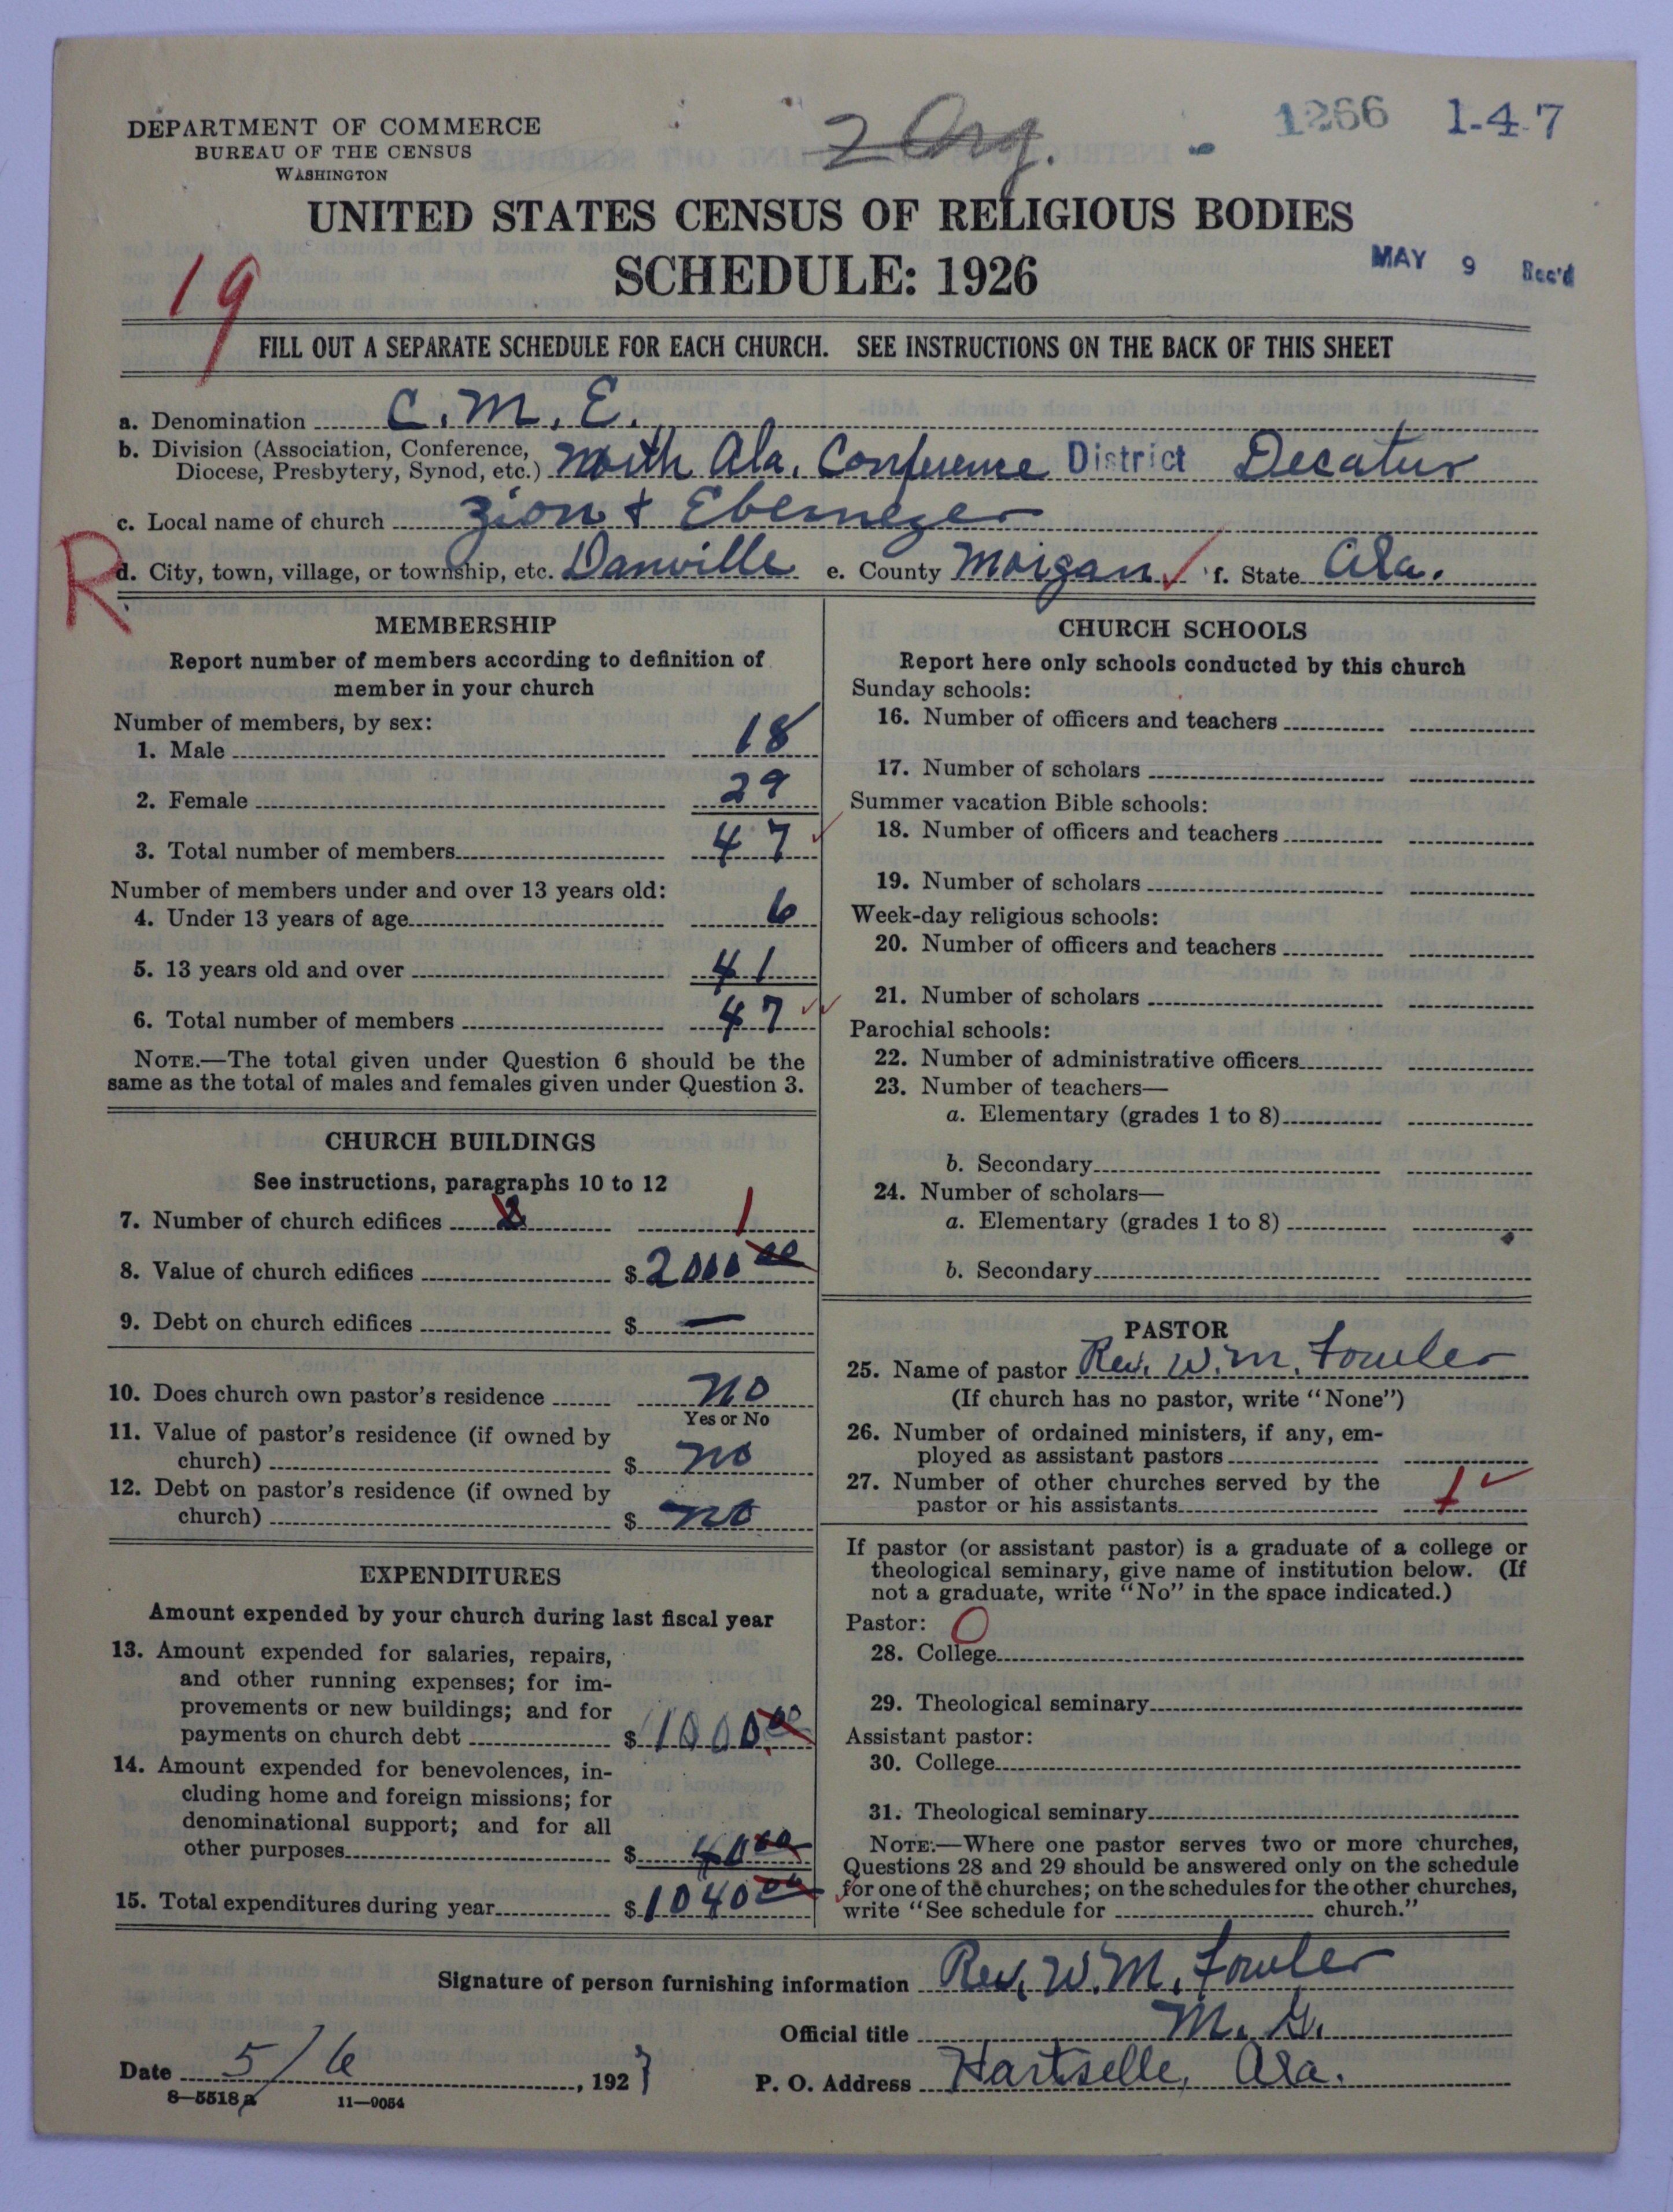 DEPARTMENT OF COMMERCE
BUREAU OF THE CENSUS
WASHINGTON
2 Org.
1266 1-4-7
UNITED STATES CENSUS OF RELIGIOUS BODIES
SCHEDULE: 1926
MAY 9 Rec'd
19
FILL OUT A SEPARATE SCHEDULE FOR EACH CHURCH. SEE INSTRUCTIONS ON THE BACK OF THIS SHEET
a. Denomination C. M. E.
b. Division (Association, Conference,
Diocese, Presbytery, Synod, etc.) North Ala. Conference District Decatur
c. Local name of church Zion & Ebernezer
R
d. City, town, village, or township, etc. Danville e. County Morgan f. State Ala.
MEMBERSHIP
Report number of members according to definition of
member in your church
Number of members, by sex:
1. Male 18
2. Female 29
3. Total number of members 47
Number of members under and over 13 years old:
4. Under 13 years of age 6
5. 13 years old and over 41
6. Total number of members 47
NOTE.—The total given under Question 6 should be the
same as the total of males and females given under Question 3.
CHURCH BUILDINGS
See instructions, paragraphs 10 to 12
7. Number of church edifices 2 1
8. Value of church edifices $ 2000 00
9. Debt on church edifices $ —
10. Does church own pastor's residence no
Yes or No
11. Value of pastor's residence (if owned by
church) $ no
12. Debt on pastor's residence (if owned by
church) $ no
EXPENDITURES
Amount expended by your church during last fiscal year
13. Amount expended for salaries, repairs,
and other running expenses; for im-
provements or new buildings; and for
payments on church debt $ 1000 00
14. Amount expended for benevolences, in-
cluding home and foreign missions; for
denominational support; and for all
other purposes $ 40 00
15. Total expenditures during year $ 1040 00
CHURCH SCHOOLS
Report here only schools conducted by this church
Sunday schools:
16. Number of officers and teachers
17. Number of scholars
Summer vacation Bible schools:
18. Number of officers and teachers
19. Number of scholars
Week-day religious schools:
20. Number of officers and teachers
21. Number of scholars
Parochial schools:
22. Number of administrative officers
23. Number of teachers—
a. Elementary (grades 1 to 8)
b. Secondary
24. Number of scholars—
a. Elementary (grades 1 to 8)
b. Secondary
PASTOR
25. Name of pastor Rev. W. M. Fowler
(If church has no pastor, write "None")
26. Number of ordained ministers, if any, em-
ployed as assistant pastors
27. Number of other churches served by the
pastor or his assistants 1
If pastor (or assistant pastor) is a graduate of a college or
theological seminary, give name of institution below. (If
not a graduate, write "No" in the space indicated.)
Pastor: O
28. College
29. Theological seminary
Assistant pastor:
30. College
31. Theological seminary
NOTE:—Where one pastor serves two or more churches,
Questions 28 and 29 should be answered only on the schedule
for one of the churches; on the schedules for the other churches,
write "See schedule for church."
Signature of person furnishing information Rev. W. M. Fowler
Official title M. G.
Date 5/6, 1927 P. O. Address Hartselle, Ala.
8—5518 a 11—9054